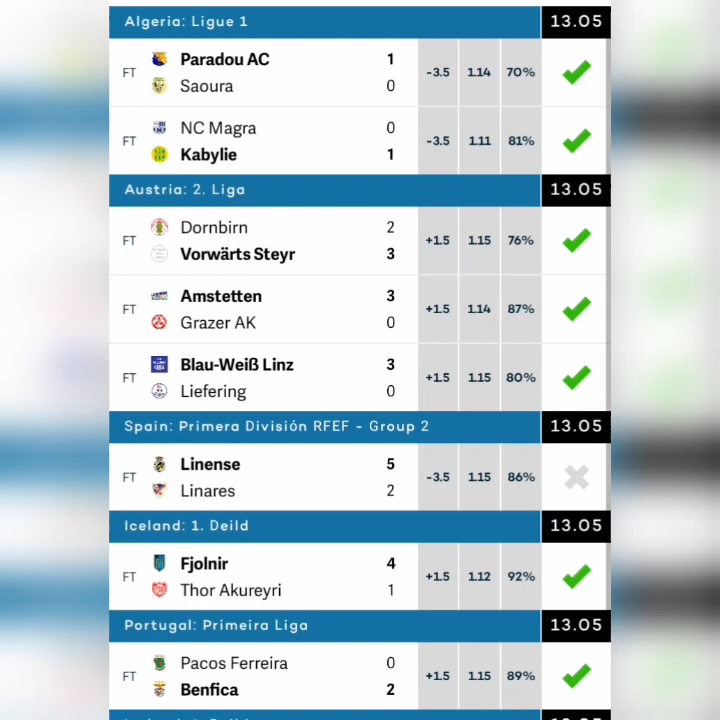 Algeria: Ligue 1 13.05
FT Paradou AC 1 -3.5 1.14 70%
Saoura 0
NC Magra 0
FT -3.5 1.11 81%
Kabylie 1
Austria: 2. Liga 13.05
Dornbirn 2
FT +1.5 1.15 76%
Vorwärts Steyr 3
Amstetten 3
FT +1.5 1.14 87%
Grazer AK 0
Blau-Weiß Linz 3
FT +1.5 1.15 80%
Liefering 0
Spain: Primera División RFEF - Group 2 13.05
Linense 5
FT -3.5 1.15 86%
Linares 2
Iceland: 1. Deild 13.05
Fjolnir 4
FT +1.5 1.12 92%
Thor Akureyri 1
Portugal: Primeira Liga 13.05
Pacos Ferreira 0
FT +1.5 1.15 89%
Benfica 2